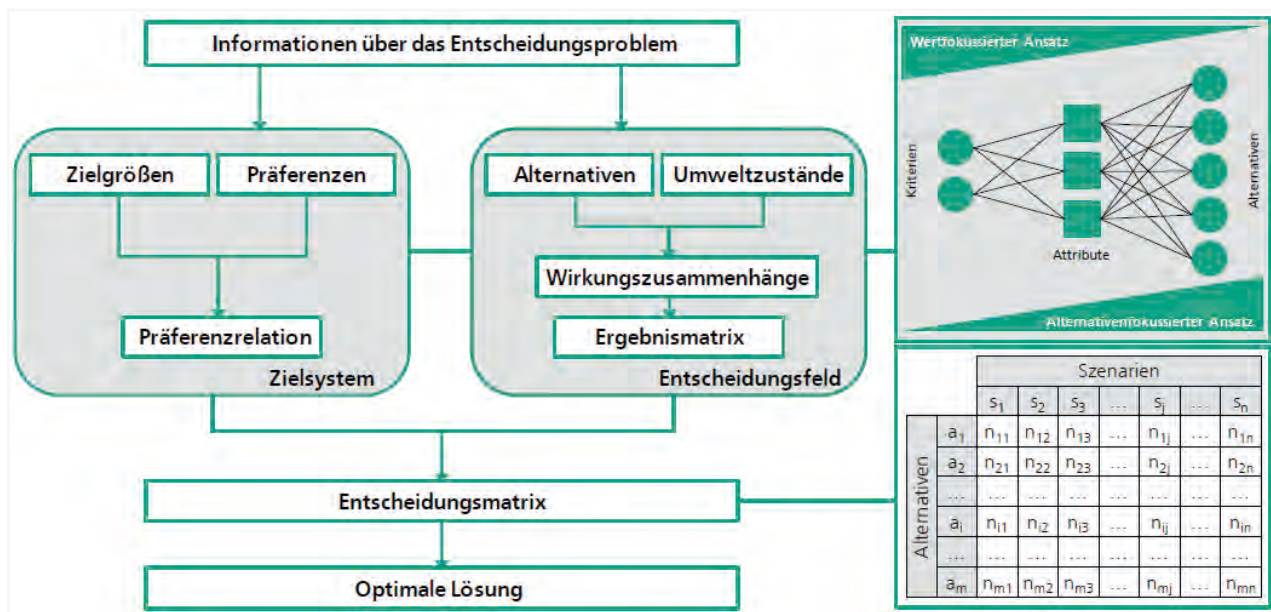 Informationen über das Entscheidungsproblem
Zielgrößen
Präferenzen
Präferenzrelation
Zielsystem
Alternativen
Umweltzustände
Wirkungszusammenhänge
Ergebnismatrix
Entscheidungsfeld
Entscheidungsmatrix
Optimale Lösung
Wertfokussierter Ansatz
Kriterien
Attribute
Alternativen
Alternativenfokussierter Ansatz
Szenarien
s1 s2 s3 ... sj ... sn
Alternativen
a1 n11 n12 n13 ... n1j ... n1n
a2 n21 n22 n23 ... n2j ... n2n
... ... ... ... ... ... ... ...
ai ni1 ni2 ni3 ... nij ... nin
... ... ... ... ... ... ... ...
am nm1 nm2 nm3 ... nmj ... nmn